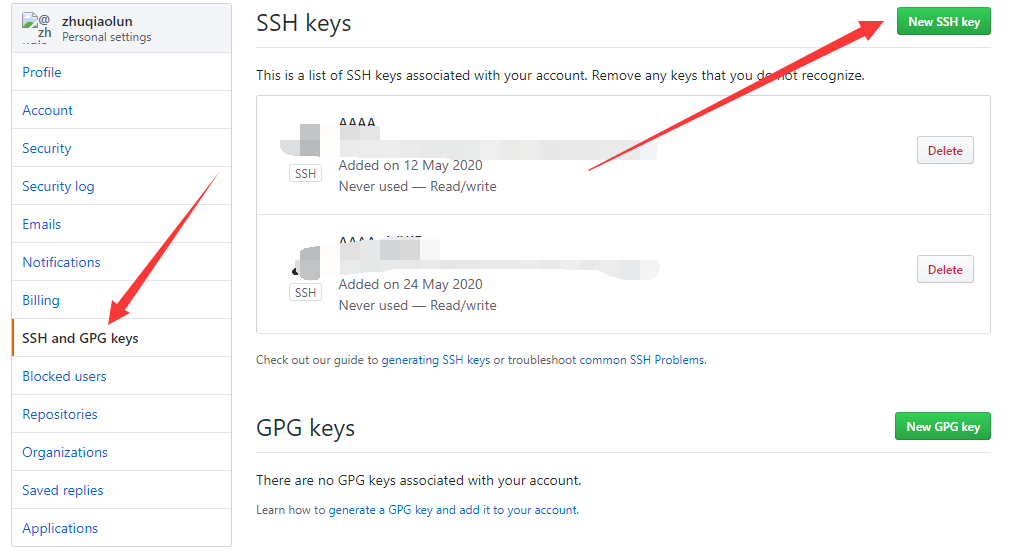 @
zh
zhuqiaolun
Personal settings
Profile
Account
Security
Security log
Emails
Notifications
Billing
SSH and GPG keys
Blocked users
Repositories
Organizations
Saved replies
Applications
SSH keys
New SSH key
This is a list of SSH keys associated with your account. Remove any keys that you do not recognize.
AAAA
SSH
Added on 12 May 2020
Never used — Read/write
Delete
SSH
Added on 24 May 2020
Never used — Read/write
Delete
Check out our guide to generating SSH keys or troubleshoot common SSH Problems.
GPG keys
New GPG key
There are no GPG keys associated with your account.
Learn how to generate a GPG key and add it to your account.